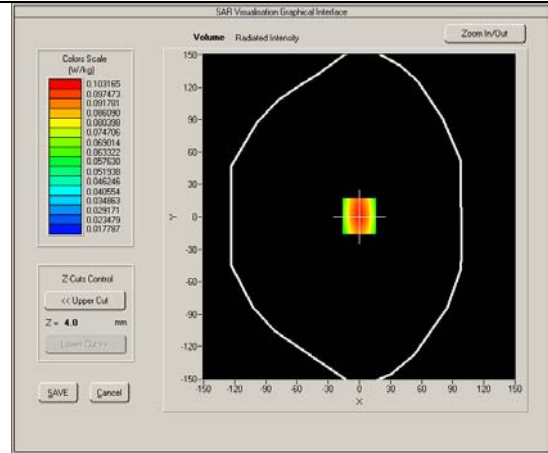 SAR Visualisation Graphical Interface
Volume Radiated Intensity
Zoom In/Out
Colors Scale
(W/kg)
0.103165
0.097473
0.091781
0.086090
0.080398
0.074706
0.069014
0.063322
0.057630
0.051938
0.046246
0.040554
0.034863
0.029171
0.023479
0.017787
Z Cuts Control
<< Upper Cut
Z = 4.0 mm
Lower Cut >>
SAVE Cancel
150
120
90
60
30
0
-30
-60
-90
-120
-150
Y
-150 -120 -90 -60 -30 0 30 60 90 120 150
X